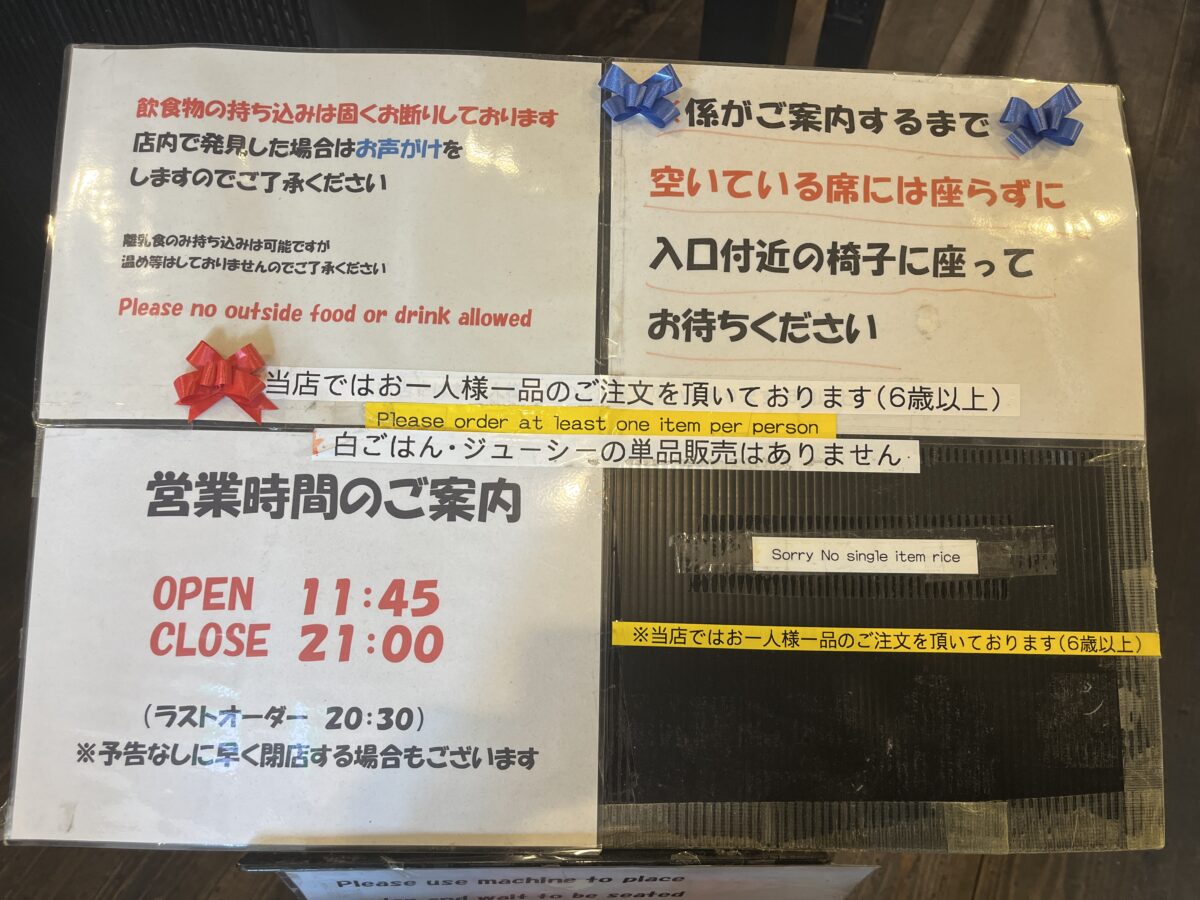 飲食物の持ち込みは固くお断りしております
店内で発見した場合はお声がけを
しますのでご了承ください
離乳食のみ持ち込みは可能ですが
温め等はしておりませんのでご了承ください
Please no outside food or drink allowed
※係がご案内するまで
空いている席には座らずに
入口付近の椅子に座って
お待ちください
当店ではお一人様一品のご注文を頂いております(6歳以上)
Please order at least one item per person
白ごはん・ジューシーの単品販売はありません
営業時間のご案内
OPEN 11:45
CLOSE 21:00
(ラストオーダー 20:30)
※予告なしに早く閉店する場合もございます
Sorry No single item rice
※当店ではお一人様一品のご注文を頂いております(6歳以上)
Please use machine to place
and wait to be seated